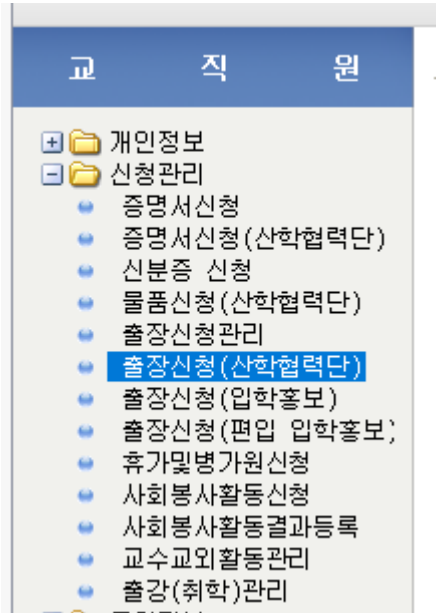 교 직 원
개인정보
신청관리
증명서신청
증명서신청(산학협력단)
신분증 신청
물품신청(산학협력단)
출장신청관리
출장신청(산학협력단)
출장신청(입학홍보)
출장신청(편입 입학홍보)
휴가및병가원신청
사회봉사활동신청
사회봉사활동결과등록
교수교외활동관리
출강(취학)관리